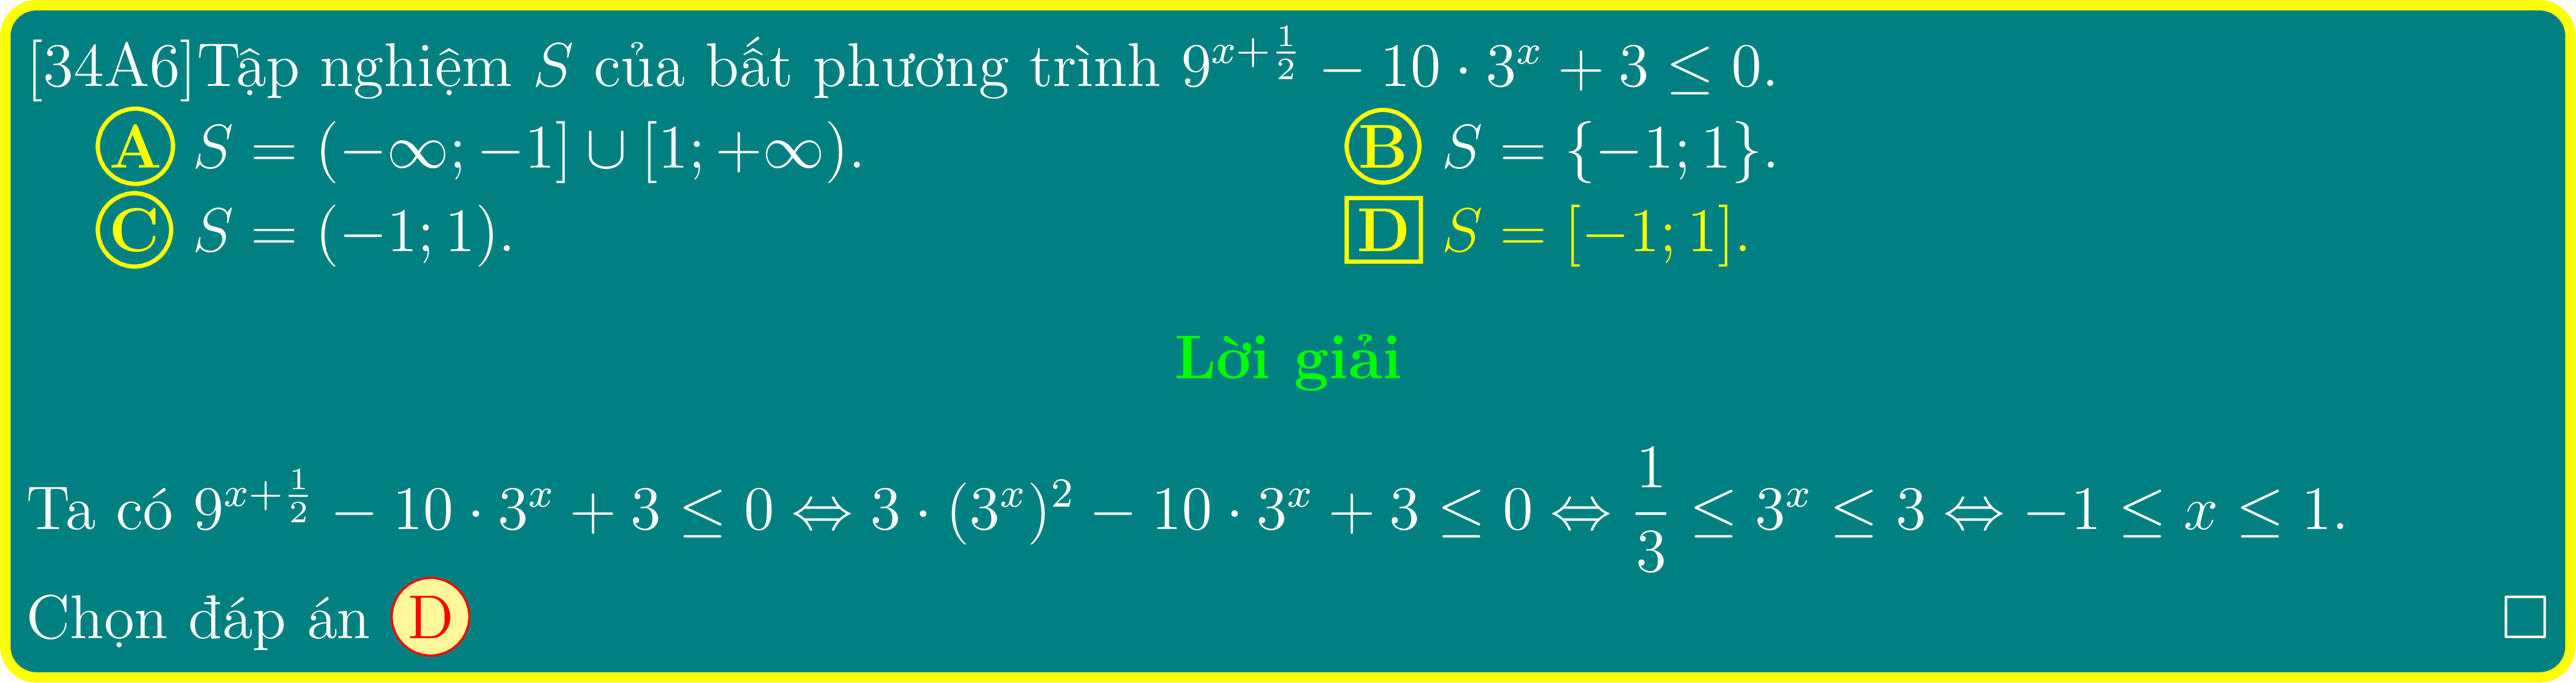 [34A6]Tập nghiệm S của bất phương trình $9^{x+\frac{1}{2}} - 10 \cdot 3^x + 3 \leq 0$.
A $S = (-\infty; -1] \cup [1; +\infty)$. B $S = \{-1; 1\}$.
C $S = (-1; 1)$. D $S = [-1; 1]$.
Lời giải
Ta có $9^{x+\frac{1}{2}} - 10 \cdot 3^x + 3 \leq 0 \Leftrightarrow 3 \cdot (3^x)^2 - 10 \cdot 3^x + 3 \leq 0 \Leftrightarrow \frac{1}{3} \leq 3^x \leq 3 \Leftrightarrow -1 \leq x \leq 1$.
Chọn đáp án D □